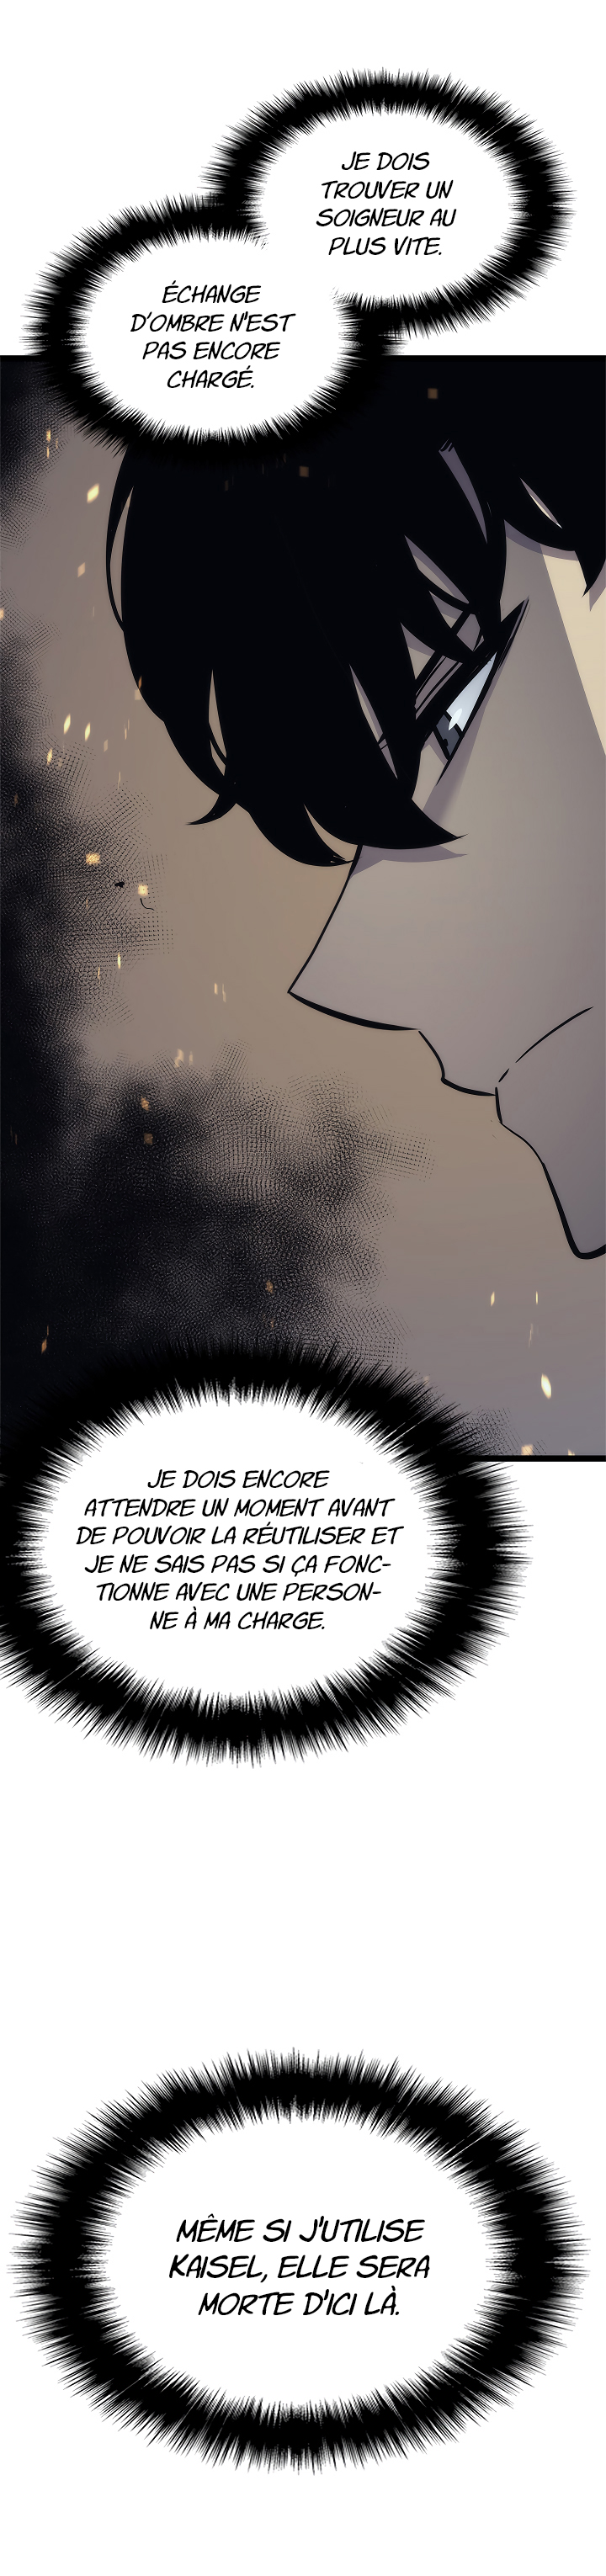 JE DOIS
TROUVER UN
SOIGNEUR AU
PLUS VITE.
ÉCHANGE
D'OMBRE N'EST
PAS ENCORE
CHARGÉ.
JE DOIS ENCORE
ATTENDRE UN MOMENT AVANT
DE POUVOIR LA RÉUTILISER ET
JE NE SAIS PAS SI ÇA FONC-
TIONNE AVEC UNE PERSON-
NE À MA CHARGE.
MÊME SI J'UTILISE
KAISEL, ELLE SERA
MORTE D'ICI LÀ.